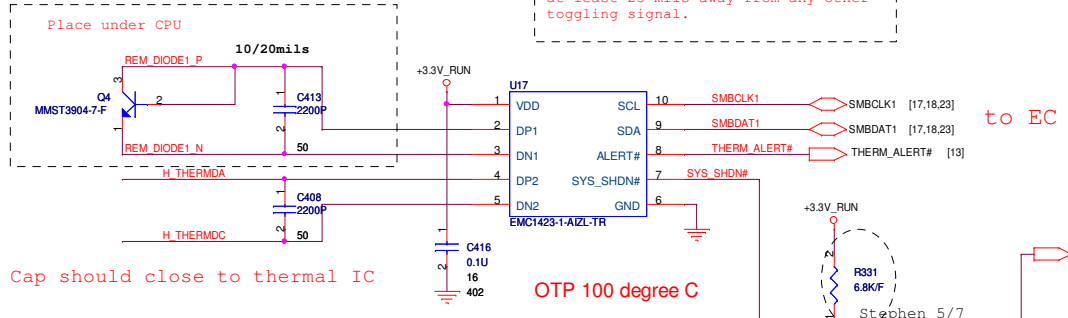 at least 25 mils away from any other
toggling signal.
Place under CPU
10/20mils
REM_DIODE1_P
+3.3V_RUN
U17
3
Q4
MMST3904-7-F
2
1
1
C413
2200P
2
50
REM_DIODE1_N
1 VDD
2 DP1
3 DN1
4 DP2
5 DN2
SCL 10
SDA 9
ALERT# 8
SYS_SHDN# 7
GND 6
EMC1423-1-AIZL-TR
SMBCLK1
SMBDAT1
THERM_ALERT#
SYS_SHDN#
SMBCLK1 [17,18,23]
SMBDAT1 [17,18,23]
THERM_ALERT# [13]
to EC
H_THERMDA
1
C408
2200P
2
50
H_THERMDC
1
C416
0.1U
2
16
402
+3.3V_RUN
2
R331
6.8K/F
1
Stephen 5/7
Cap should close to thermal IC
OTP 100 degree C